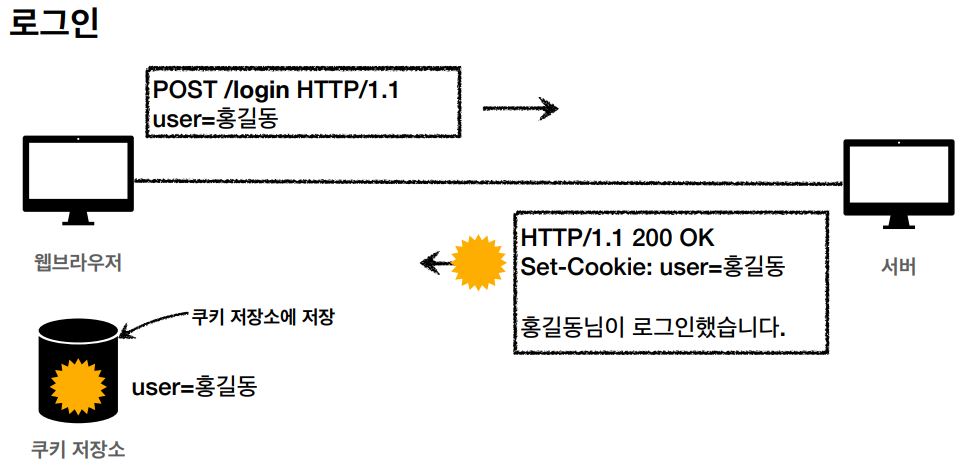 로그인
POST /login HTTP/1.1
user=홍길동
웹브라우저
서버
HTTP/1.1 200 OK
Set-Cookie: user=홍길동
홍길동님이 로그인했습니다.
쿠키 저장소에 저장
user=홍길동
쿠키 저장소